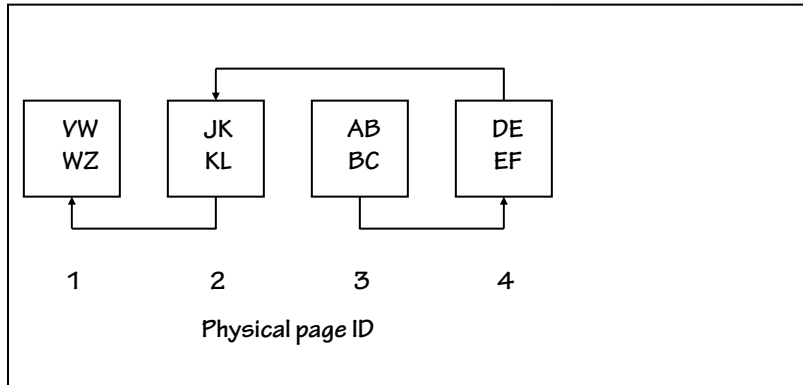 VW
WZ
JK
KL
AB
BC
DE
EF
1 2 3 4
Physical page ID